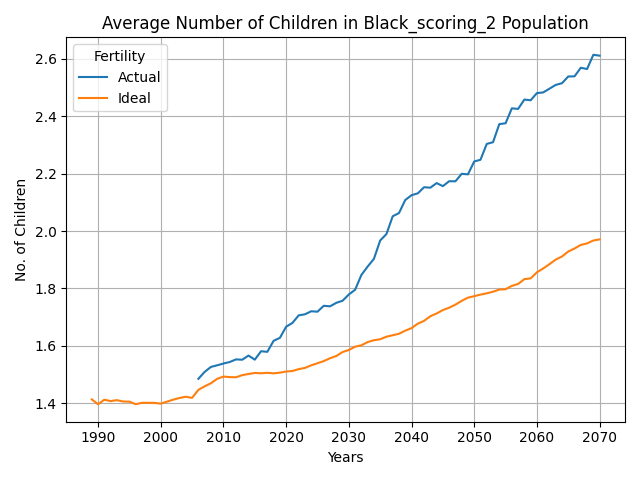 Average Number of Children in Black_scoring_2 Population
Fertility
Actual
Ideal
No. of Children
2.6
2.4
2.2
2.0
1.8
1.6
1.4
1990 2000 2010 2020 2030 2040 2050 2060 2070
Years